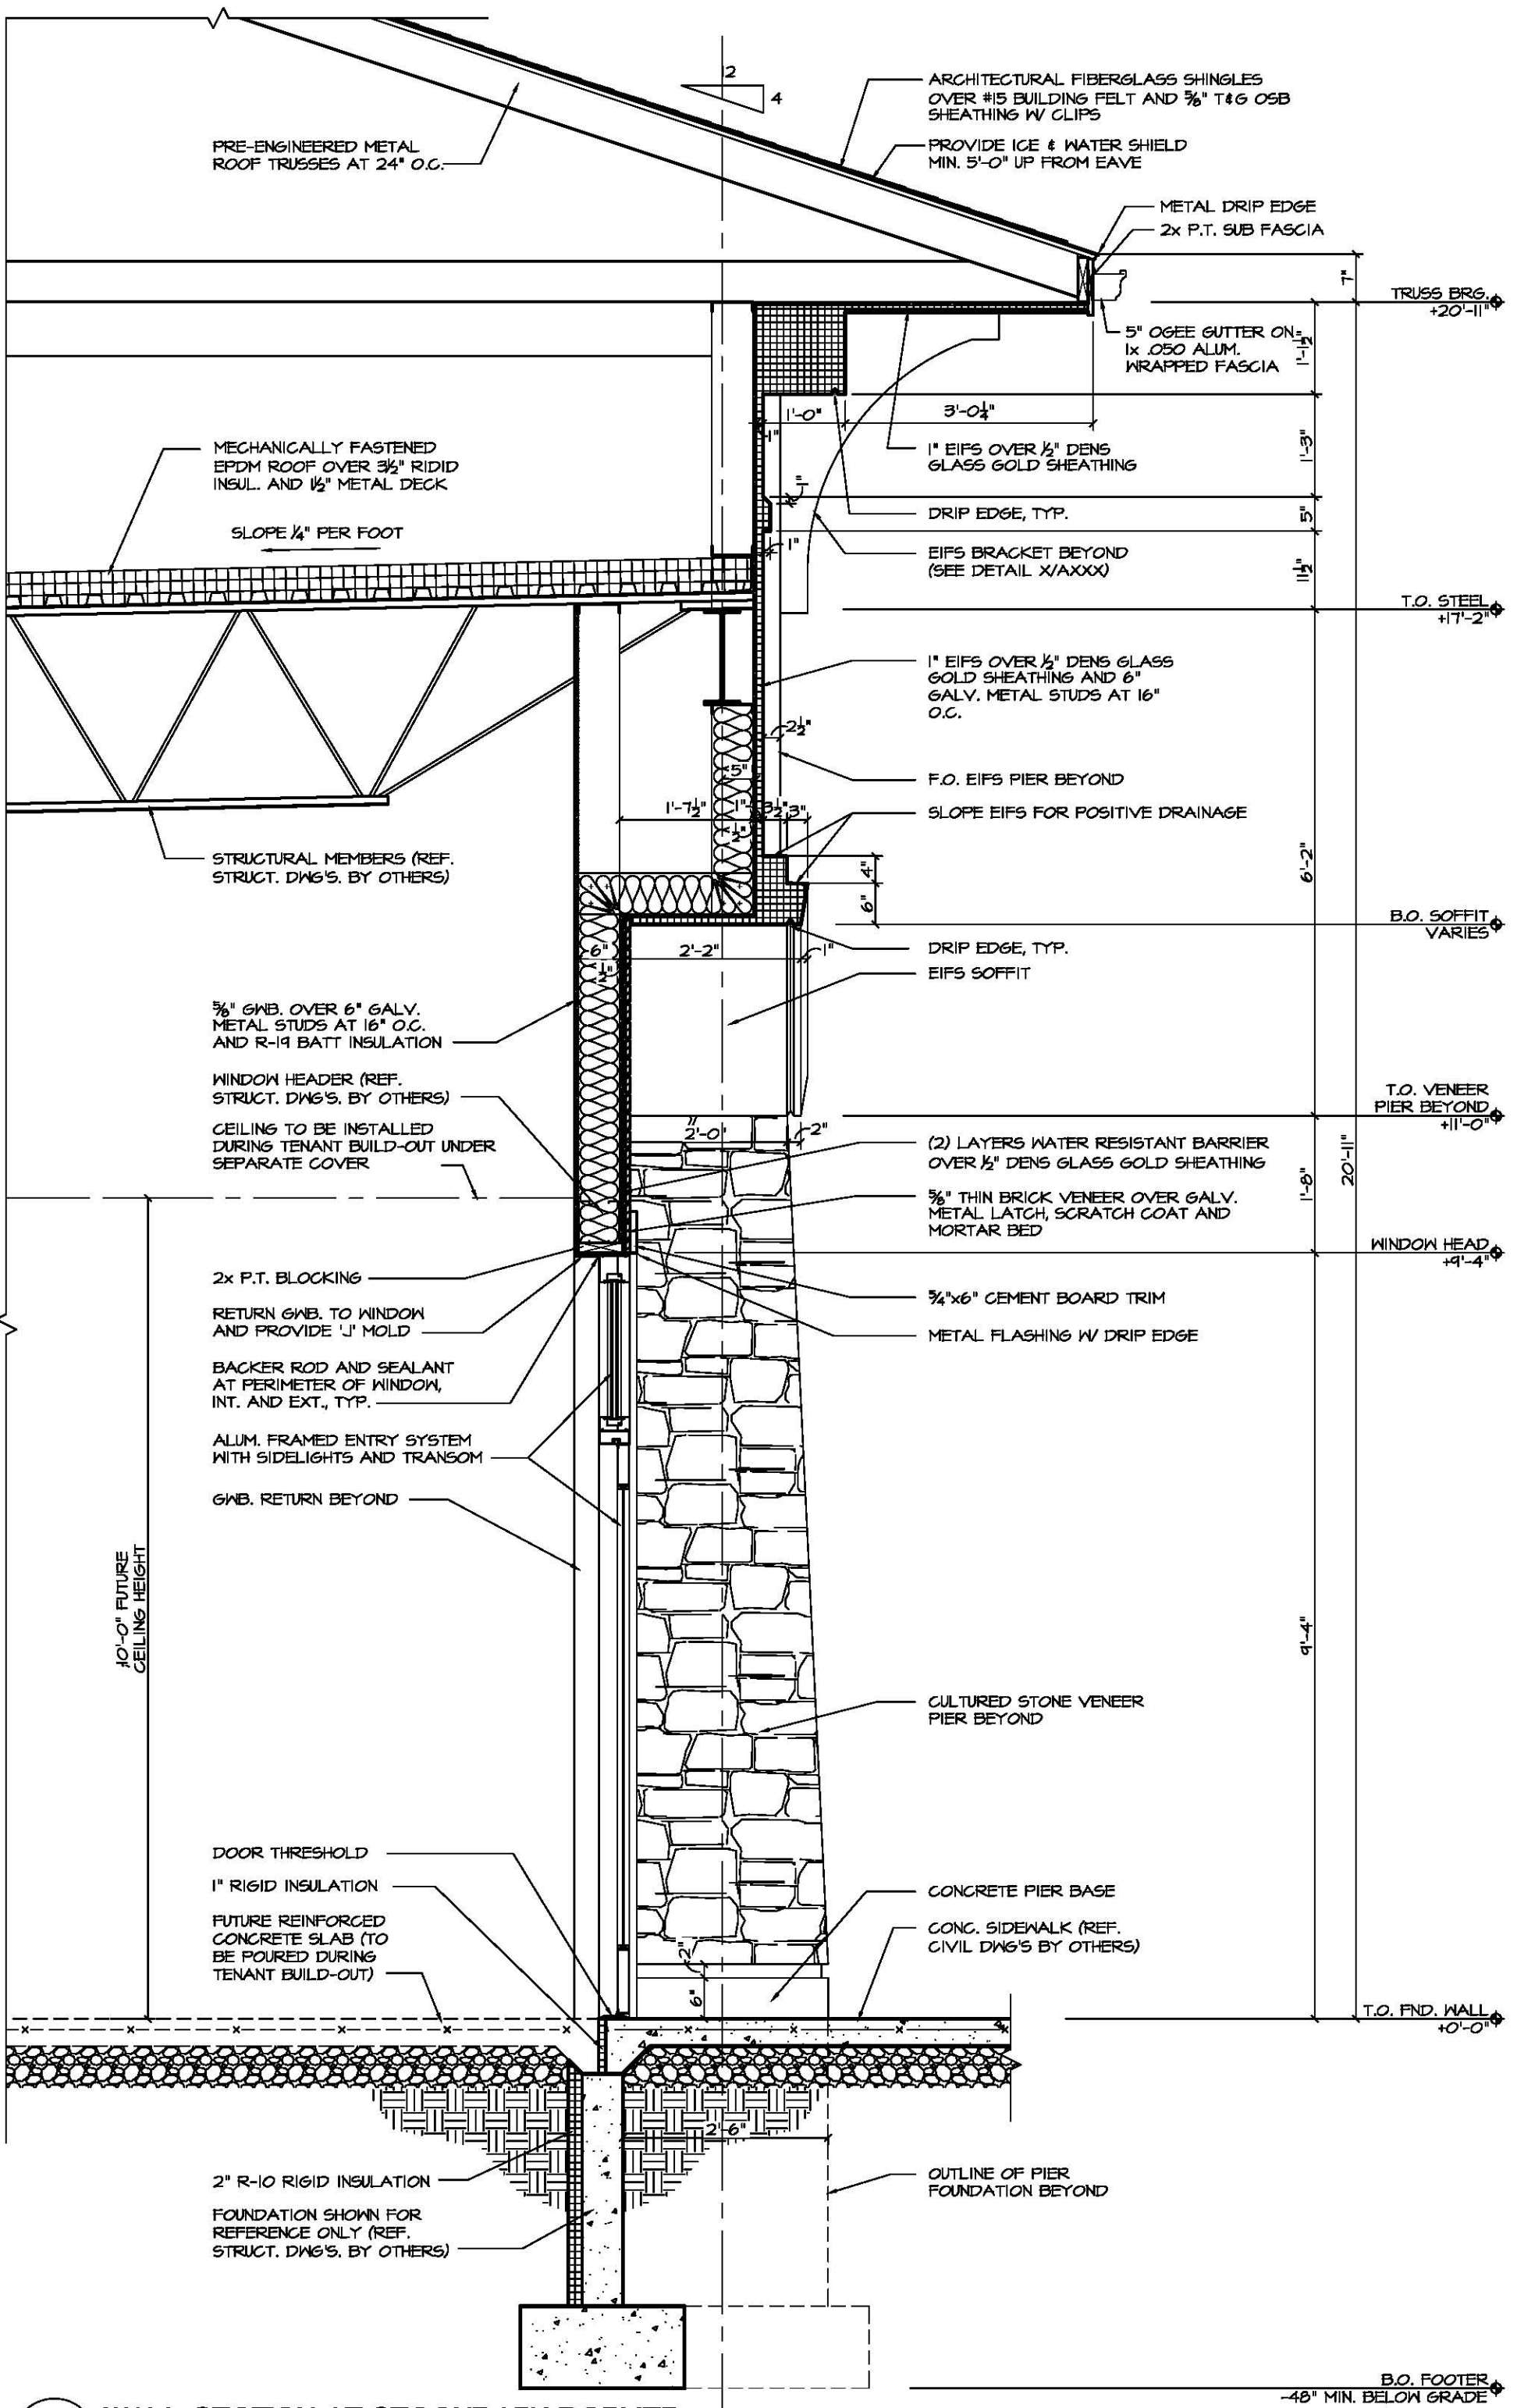 12
4
ARCHITECTURAL FIBERGLASS SHINGLES
OVER #15 BUILDING FELT AND 5/8" T&G OSB
SHEATHING W/ CLIPS
PROVIDE ICE & WATER SHIELD
MIN. 5'-0" UP FROM EAVE
PRE-ENGINEERED METAL
ROOF TRUSSES AT 24" O.C.
METAL DRIP EDGE
2x P.T. SUB FASCIA
7"
TRUSS BRG.
+20'-11"
5" OGEE GUTTER ON
1x .050 ALUM.
WRAPPED FASCIA
1'-1½"
1'-0"
3'-0¼"
1"
1'-3"
MECHANICALLY FASTENED
EPDM ROOF OVER 3½" RIDID
INSUL. AND 1½" METAL DECK
1" EIFS OVER ½" DENS
GLASS GOLD SHEATHING
1"
DRIP EDGE, TYP.
5"
SLOPE ¼" PER FOOT
1"
EIFS BRACKET BEYOND
(SEE DETAIL X/AXXX)
11½"
T.O. STEEL
+17'-2"
1" EIFS OVER ½" DENS GLASS
GOLD SHEATHING AND 6"
GALV. METAL STUDS AT 16"
O.C.
2½"
5"
F.O. EIFS PIER BEYOND
1'-7½"
1"
3½"
3"
½"
SLOPE EIFS FOR POSITIVE DRAINAGE
STRUCTURAL MEMBERS (REF.
STRUCT. DWG'S. BY OTHERS)
4"
6"
6'-2"
B.O. SOFFIT
VARIES
6"
½"
2'-2"
1"
DRIP EDGE, TYP.
EIFS SOFFIT
5/8" GWB. OVER 6" GALV.
METAL STUDS AT 16" O.C.
AND R-19 BATT INSULATION
WINDOW HEADER (REF.
STRUCT. DWG'S. BY OTHERS)
T.O. VENEER
PIER BEYOND
+11'-0"
CEILING TO BE INSTALLED
DURING TENANT BUILD-OUT UNDER
SEPARATE COVER
2'-0"
2"
(2) LAYERS WATER RESISTANT BARRIER
OVER ½" DENS GLASS GOLD SHEATHING
1'-8"
20'-11"
5/8" THIN BRICK VENEER OVER GALV.
METAL LATCH, SCRATCH COAT AND
MORTAR BED
WINDOW HEAD
+9'-4"
2x P.T. BLOCKING
5/4"x6" CEMENT BOARD TRIM
RETURN GWB. TO WINDOW
AND PROVIDE 'J' MOLD
METAL FLASHING W/ DRIP EDGE
BACKER ROD AND SEALANT
AT PERIMETER OF WINDOW,
INT. AND EXT., TYP.
ALUM. FRAMED ENTRY SYSTEM
WITH SIDELIGHTS AND TRANSOM
GWB. RETURN BEYOND
10'-0" FUTURE
CEILING HEIGHT
9'-4"
CULTURED STONE VENEER
PIER BEYOND
DOOR THRESHOLD
1" RIGID INSULATION
CONCRETE PIER BASE
FUTURE REINFORCED
CONCRETE SLAB (TO
BE POURED DURING
TENANT BUILD-OUT)
CONC. SIDEWALK (REF.
CIVIL DWG'S BY OTHERS)
2"
6"
T.O. FND. WALL
+0'-0"
2'-6"
2" R-10 RIGID INSULATION
OUTLINE OF PIER
FOUNDATION BEYOND
FOUNDATION SHOWN FOR
REFERENCE ONLY (REF.
STRUCT. DWG'S. BY OTHERS)
B.O. FOOTER
-48" MIN. BELOW GRADE